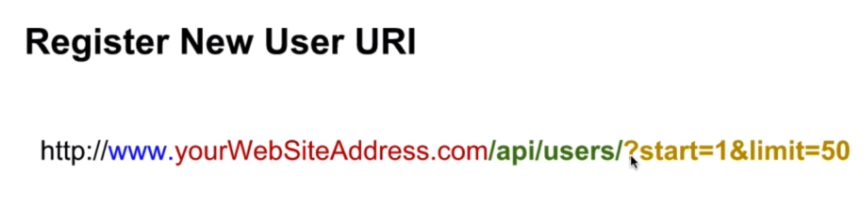 Register New User URI
http://www.yourWebSiteAddress.com/api/users/?start=1&limit=50